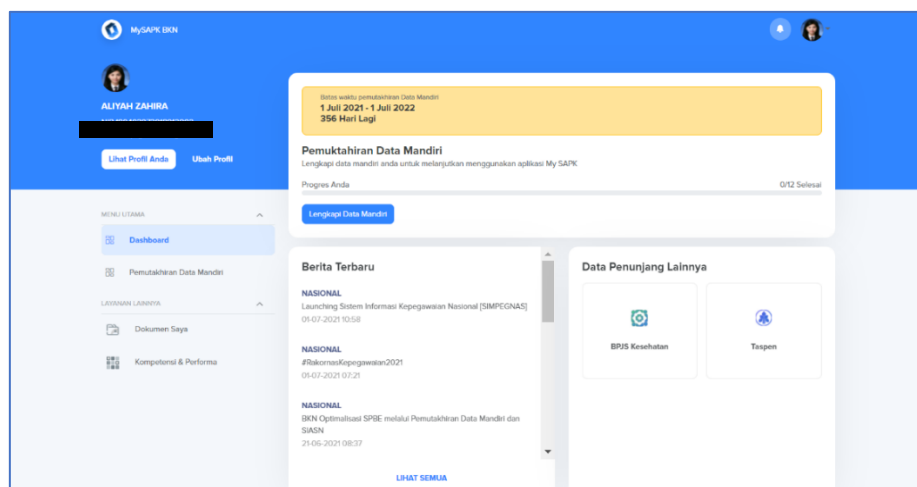 MySAPK BKN
ALIYAH ZAHIRA
Lihat Profil Anda
Ubah Profil
MENU UTAMA
Dashboard
Pemutakhiran Data Mandiri
LAYANAN LAINNYA
Dokumen Saya
Kompetensi & Performa
Batas waktu pemutakhiran Data Mandiri
1 Juli 2021 - 1 Juli 2022
356 Hari Lagi
Pemuktahiran Data Mandiri
Lengkapi data mandiri anda untuk melanjutkan menggunakan aplikasi My SAPK
Progres Anda
0/12 Selesai
Lengkapi Data Mandiri
Berita Terbaru
NASIONAL
Launching Sistem Informasi Kepegawaian Nasional [SIMPEGNAS]
01-07-2021 10:58
NASIONAL
#RakornasKepegawaian2021
01-07-2021 07:21
NASIONAL
BKN Optimalisasi SPBE melalui Pemutakhiran Data Mandiri dan
SIASN
21-06-2021 08:37
LIHAT SEMUA
Data Penunjang Lainnya
BPJS Kesehatan
Taspen